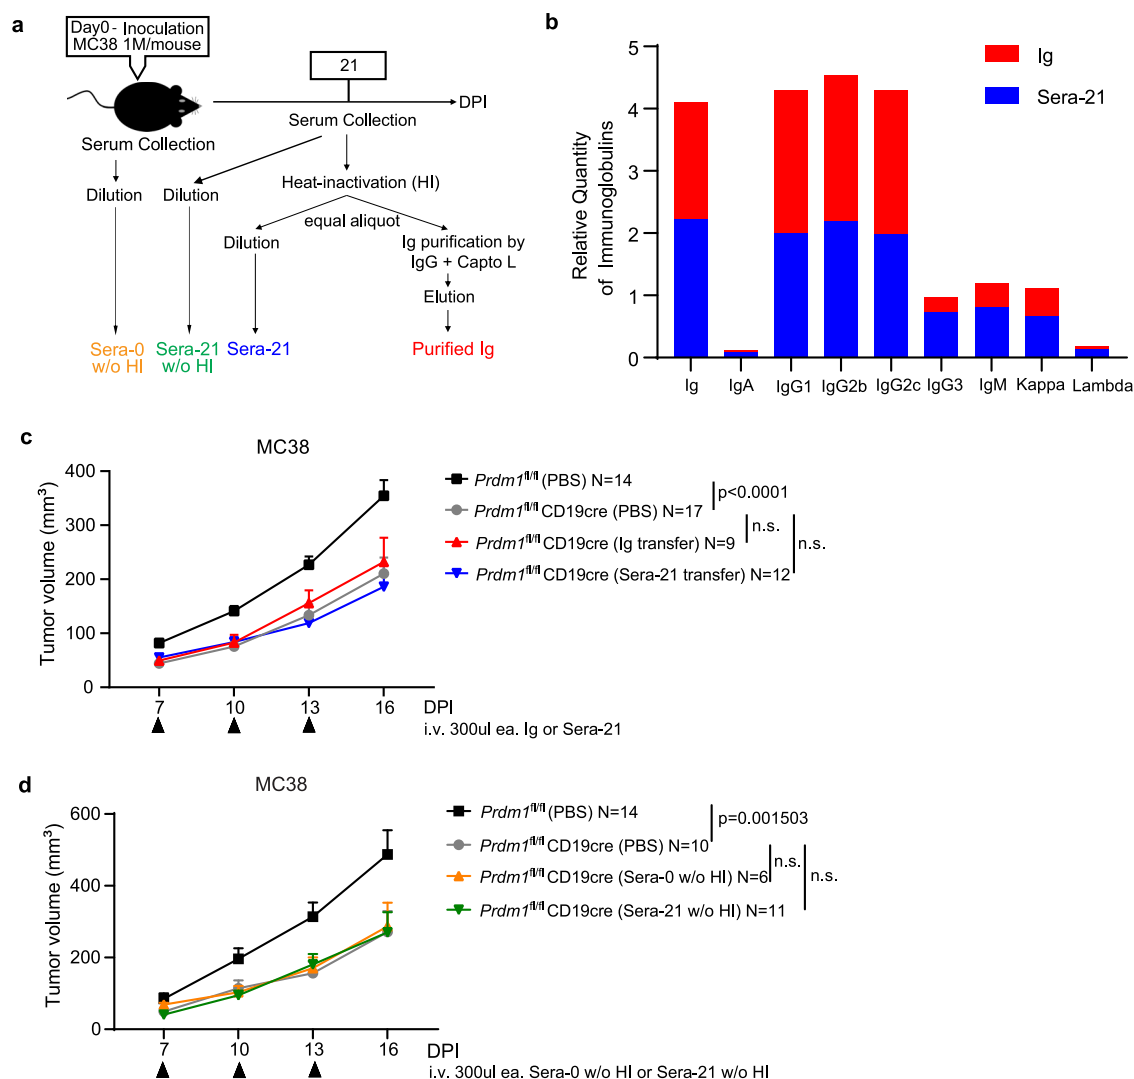 a
Day0 - Inoculation
MC38 1M/mouse
21
DPI
Serum Collection
Serum Collection
Dilution
Dilution
Heat-inactivation (HI)
equal aliquot
Dilution
Ig purification by
IgG + Capto L
Elution
Sera-0
w/o HI
Sera-21
w/o HI
Sera-21
Purified Ig
b
Relative Quantity
of Immunoglobulins
5
4
3
2
1
0
Ig
Sera-21
Ig
IgA
IgG1
IgG2b
IgG2c
IgG3
IgM
Kappa
Lambda
c
MC38
Tumor volume (mm³)
400
300
200
100
0
7
10
13
16
DPI
i.v. 300ul ea. Ig or Sera-21
Prdm1fl/fl (PBS) N=14
Prdm1fl/fl CD19cre (PBS) N=17
Prdm1fl/fl CD19cre (Ig transfer) N=9
Prdm1fl/fl CD19cre (Sera-21 transfer) N=12
p<0.0001
n.s.
n.s.
d
MC38
Tumor volume (mm³)
600
400
200
0
7
10
13
16
DPI
i.v. 300ul ea. Sera-0 w/o HI or Sera-21 w/o HI
Prdm1fl/fl (PBS) N=14
Prdm1fl/fl CD19cre (PBS) N=10
Prdm1fl/fl CD19cre (Sera-0 w/o HI) N=6
Prdm1fl/fl CD19cre (Sera-21 w/o HI) N=11
p=0.001503
n.s.
n.s.